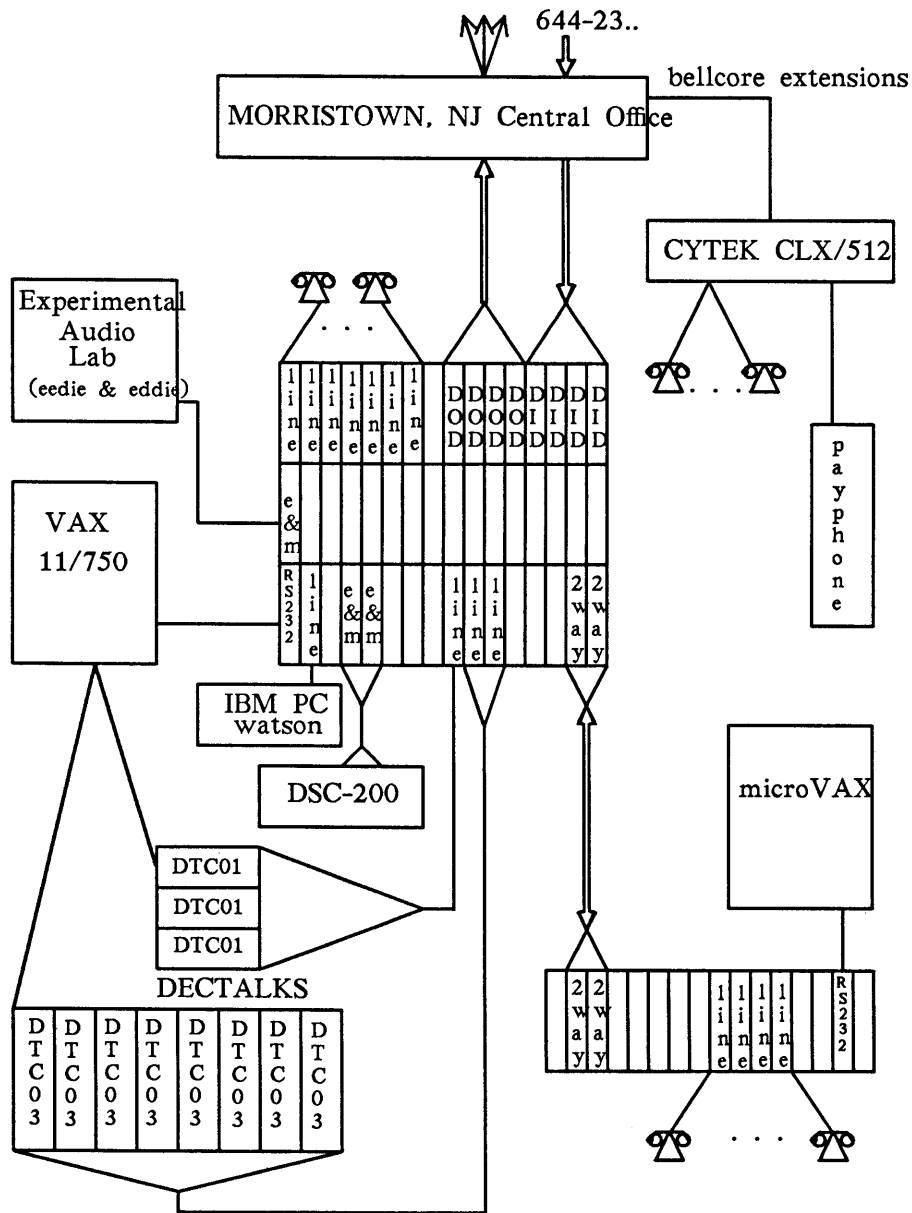 644-23..
bellcore extensions
MORRISTOWN, NJ Central Office
CYTEK CLX/512
Experimental
Audio
Lab
(eedie & eddie)
. . .
. . .
line line line line line line line DOD DOD DOD DOD DID DID DID DID
payphone
VAX
11/750
e&m
RS232 line e&m e&m line line line 2way 2way
IBM PC
watson
DSC-200
microVAX
DTC01
DTC01
DTC01
DECTALKS
2way 2way line line line line RS232
DTC03 DTC03 DTC03 DTC03 DTC03 DTC03 DTC03 DTC03
. . .